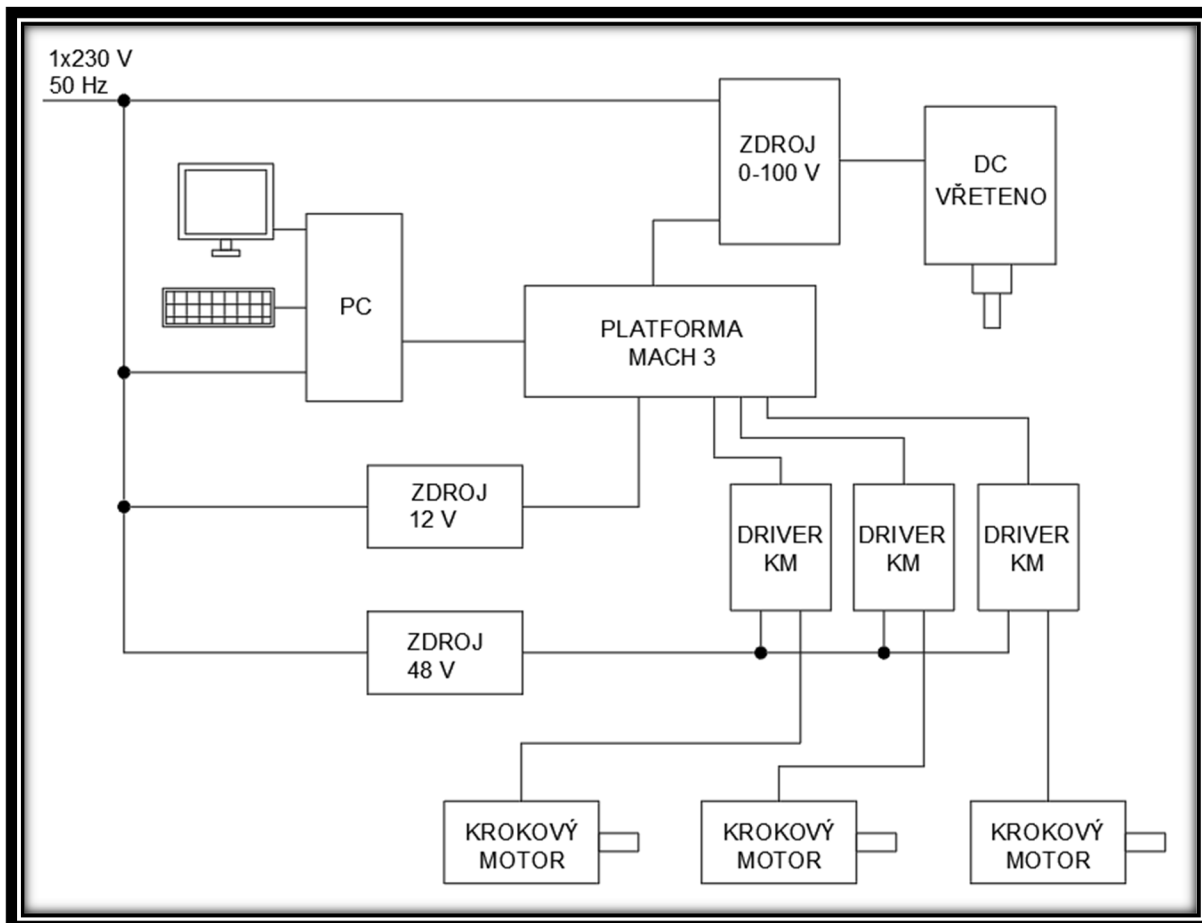 1x230 V
50 Hz
ZDROJ
0-100 V
DC
VŘETENO
PC
PLATFORMA
MACH 3
ZDROJ
12 V
DRIVER
KM
DRIVER
KM
DRIVER
KM
ZDROJ
48 V
KROKOVÝ
MOTOR
KROKOVÝ
MOTOR
KROKOVÝ
MOTOR